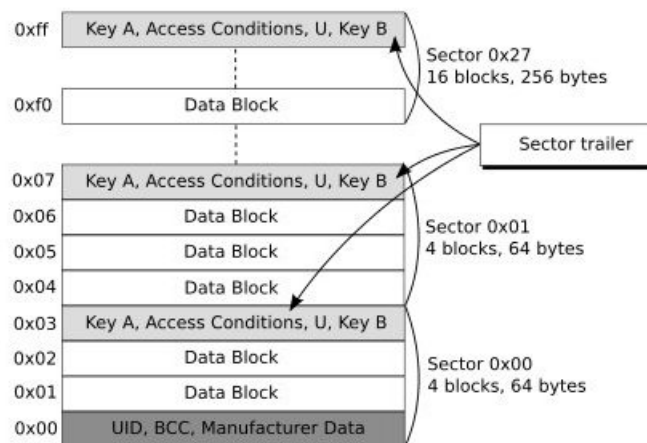 0xff
Key A, Access Conditions, U, Key B
Sector 0x27
16 blocks, 256 bytes
0xf0
Data Block
Sector trailer
0x07
Key A, Access Conditions, U, Key B
0x06
Data Block
Sector 0x01
4 blocks, 64 bytes
0x05
Data Block
0x04
Data Block
0x03
Key A, Access Conditions, U, Key B
0x02
Data Block
Sector 0x00
4 blocks, 64 bytes
0x01
Data Block
0x00
UID, BCC, Manufacturer Data